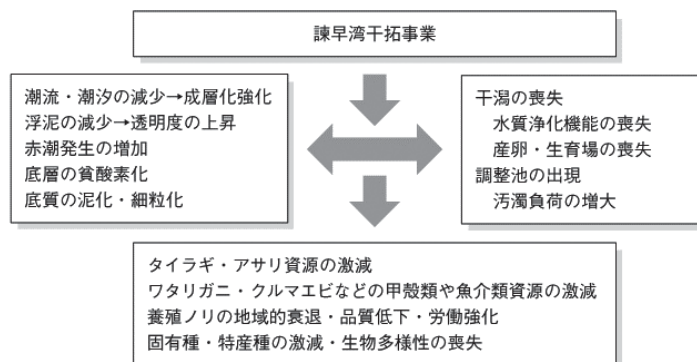 諫早湾干拓事業
潮流・潮汐の減少→成層化強化
浮泥の減少→透明度の上昇
赤潮発生の増加
底層の貧酸素化
底質の泥化・細粒化
干潟の喪失
水質浄化機能の喪失
産卵・生育場の喪失
調整池の出現
汚濁負荷の増大
タイラギ・アサリ資源の激減
ワタリガニ・クルマエビなどの甲殻類や魚介類資源の激減
養殖ノリの地域的衰退・品質低下・労働強化
固有種・特産種の激減・生物多様性の喪失